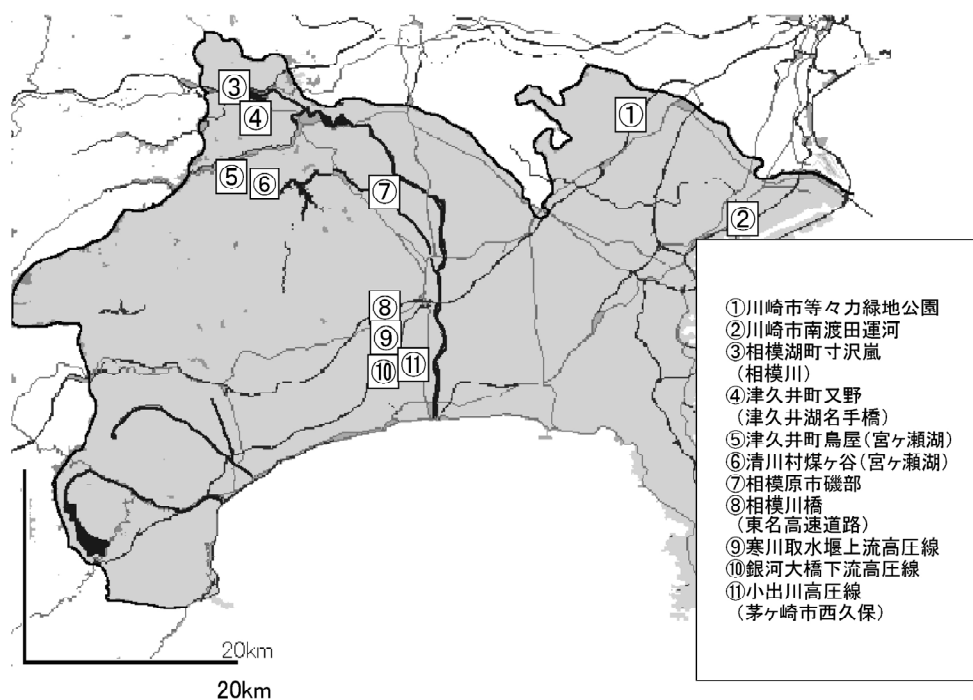 ③
④
①
⑤
⑥
⑦
②
⑧
⑨
⑩
⑪
①川崎市等々力緑地公園
②川崎市南渡田運河
③相模湖町寸沢嵐
（相模川）
④津久井町又野
（津久井湖名手橋）
⑤津久井町鳥屋（宮ヶ瀬湖）
⑥清川村煤ヶ谷（宮ヶ瀬湖）
⑦相模原市磯部
⑧相模川橋
（東名高速道路）
⑨寒川取水堰上流高圧線
⑩銀河大橋下流高圧線
⑪小出川高圧線
（茅ヶ崎市西久保）
20km
20km